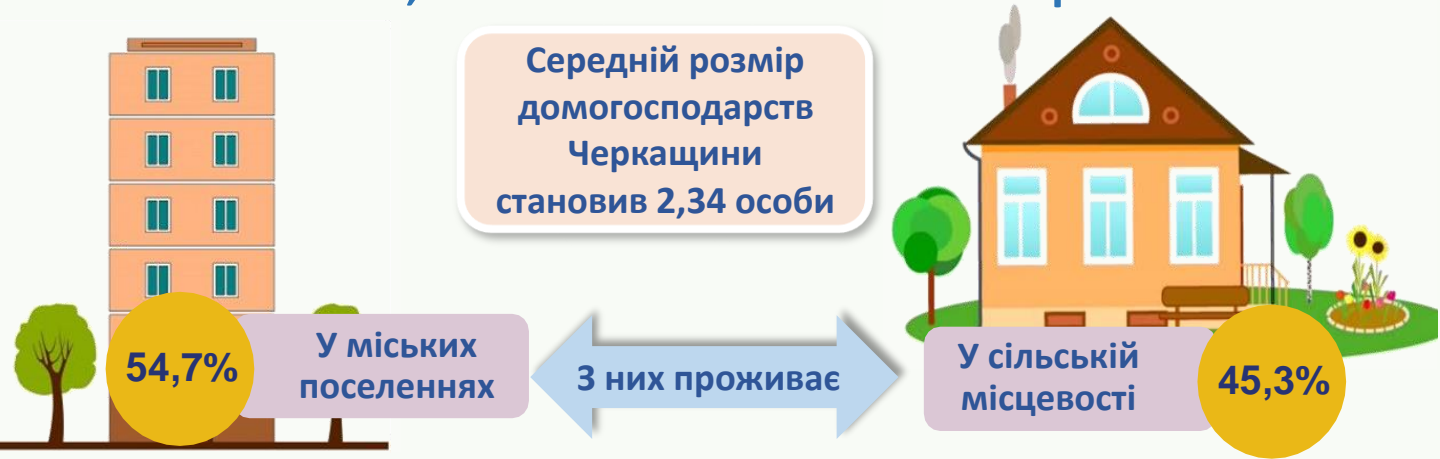 Середній розмір
домогосподарств
Черкащини
становив 2,34 особи
54,7%
У міських
поселеннях
З них проживає
У сільській
місцевості
45,3%